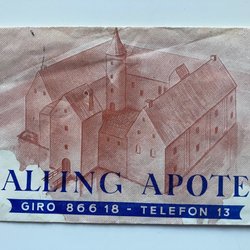 ALLING APOTE
GIRO 866 18 - TELEFON 13